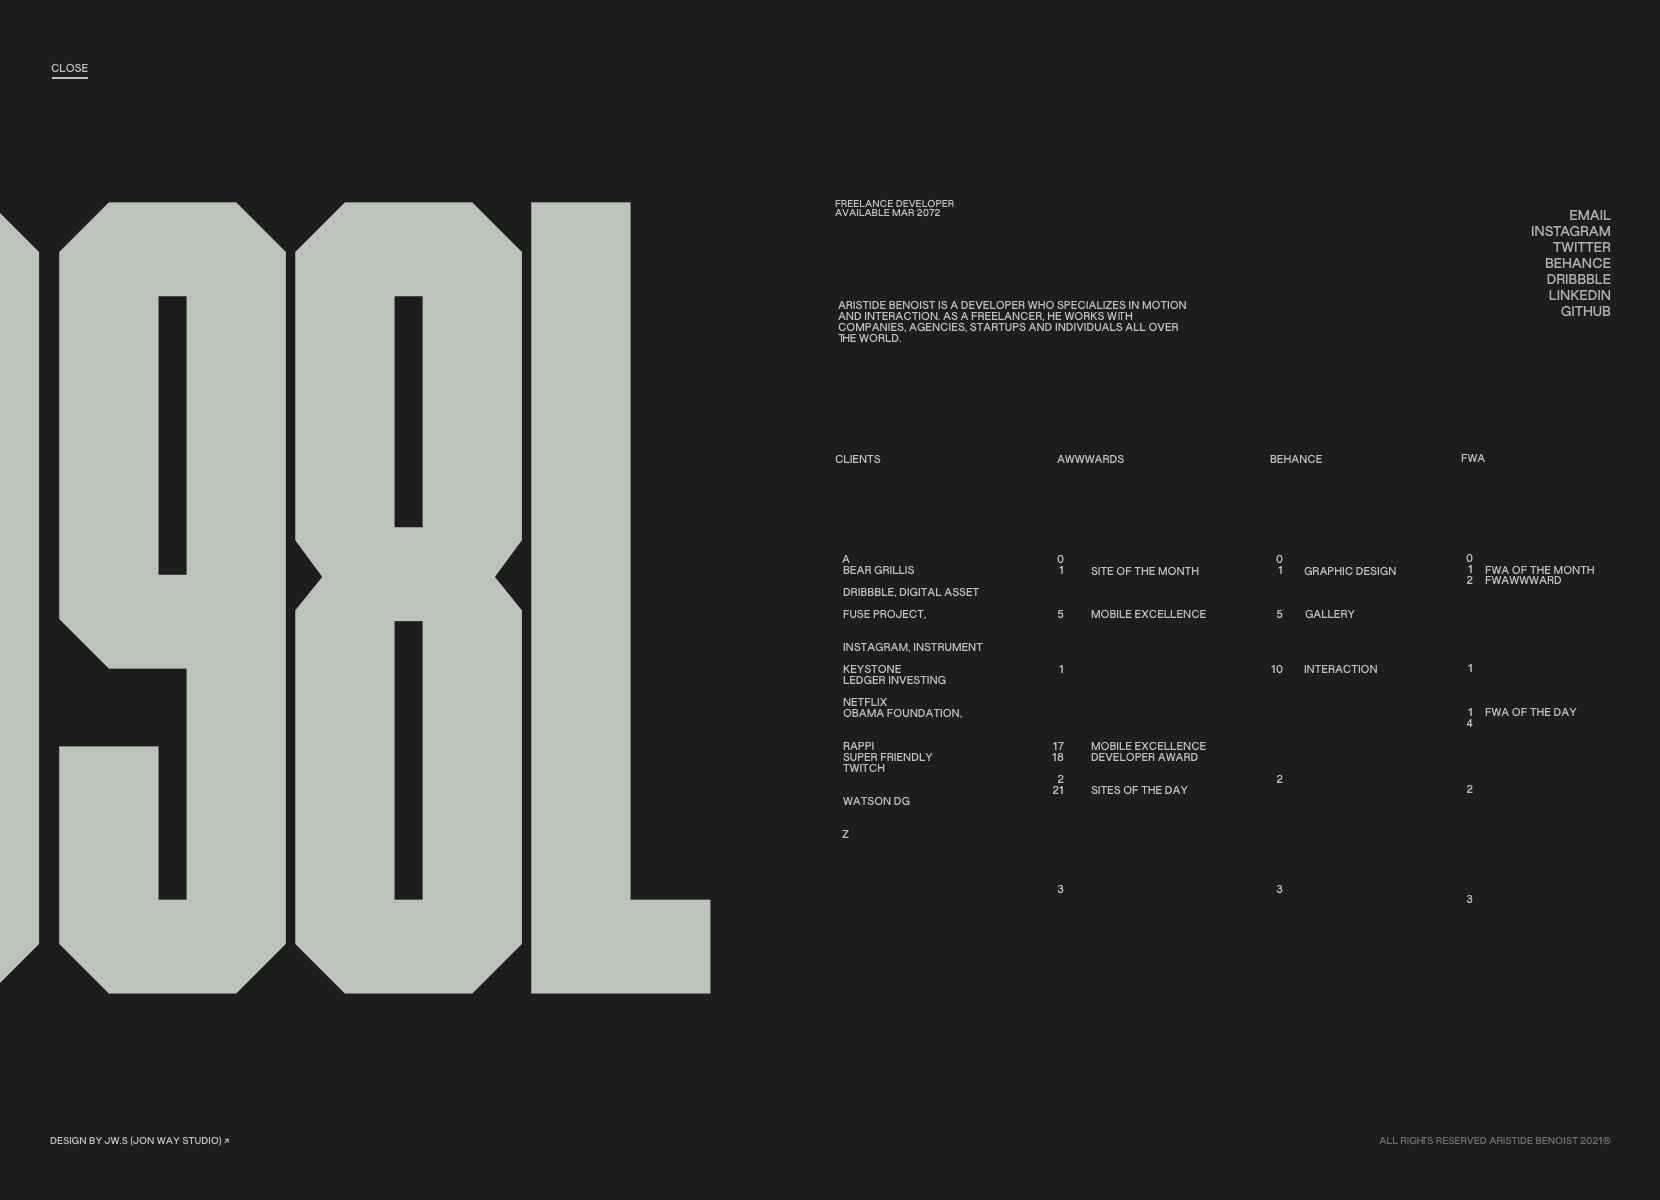 CLOSE
98L
FREELANCE DEVELOPER
AVAILABLE MAR 2072
EMAIL
INSTAGRAM
TWITTER
BEHANCE
DRIBBBLE
LINKEDIN
GITHUB
ARISTIDE BENOIST IS A DEVELOPER WHO SPECIALIZES IN MOTION
AND INTERACTION. AS A FREELANCER, HE WORKS WITH
COMPANIES, AGENCIES, STARTUPS AND INDIVIDUALS ALL OVER
THE WORLD.
CLIENTS
A
BEAR GRILLIS
DRIBBBLE, DIGITAL ASSET
FUSE PROJECT,
INSTAGRAM, INSTRUMENT
KEYSTONE
LEDGER INVESTING
NETFLIX
OBAMA FOUNDATION,
RAPPI
SUPER FRIENDLY
TWITCH
WATSON DG
Z
AWWWARDS
0
1 SITE OF THE MONTH
5 MOBILE EXCELLENCE
1
17 MOBILE EXCELLENCE
18 DEVELOPER AWARD
2
21 SITES OF THE DAY
3
BEHANCE
0
1 GRAPHIC DESIGN
5 GALLERY
10 INTERACTION
2
3
FWA
0
1 FWA OF THE MONTH
2 FWAWWWARD
1
1 FWA OF THE DAY
4
2
3
DESIGN BY JW.S (JON WAY STUDIO) ↗
ALL RIGHTS RESERVED ARISTIDE BENOIST 2021®